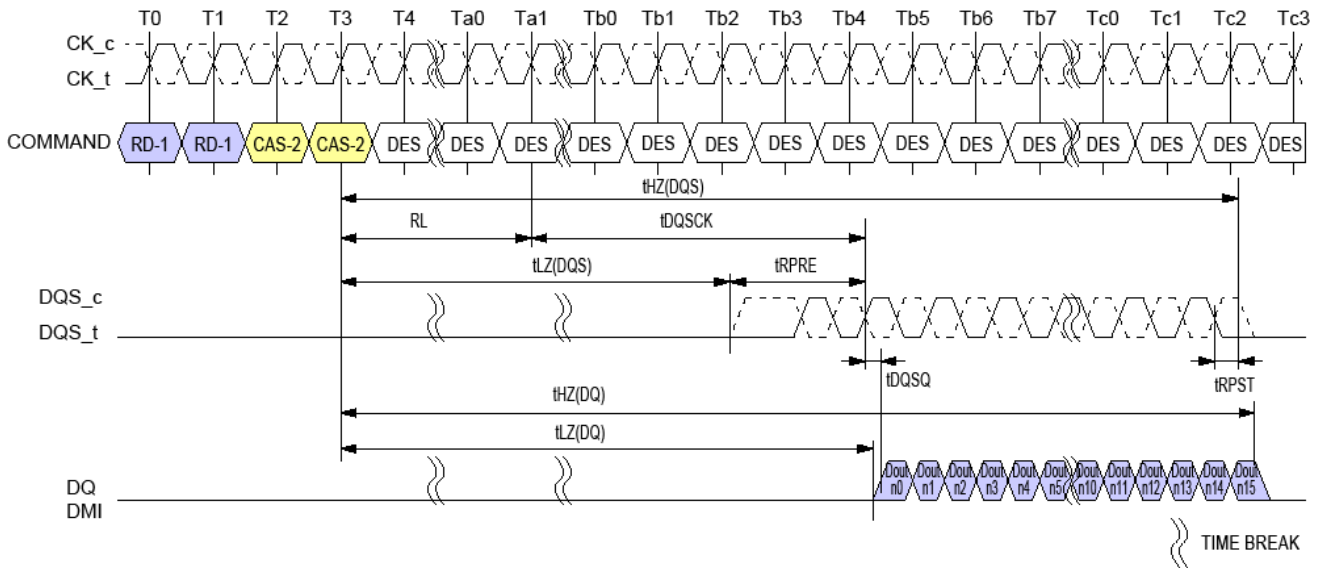 T0 T1 T2 T3 T4 Ta0 Ta1 Tb0 Tb1 Tb2 Tb3 Tb4 Tb5 Tb6 Tb7 Tc0 Tc1 Tc2 Tc3
CK_c
CK_t
COMMAND RD-1 RD-1 CAS-2 CAS-2 DES DES DES DES DES DES DES DES DES DES DES DES DES DES DES
tHZ(DQS)
RL tDQSCK
tLZ(DQS) tRPRE
DQS_c
DQS_t
tDQSQ tRPST
tHZ(DQ)
tLZ(DQ)
Dout Dout Dout Dout Dout Dout Dout Dout Dout Dout Dout Dout
n0 n1 n2 n3 n4 n5 n10 n11 n12 n13 n14 n15
DQ
DMI
TIME BREAK